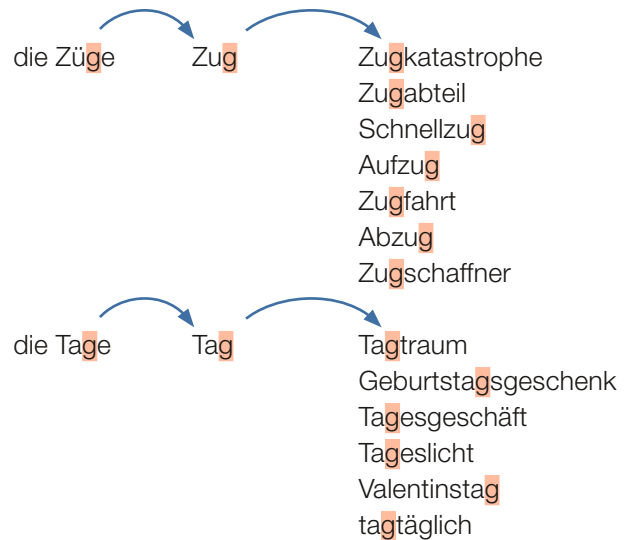 die Züge Zug Zugkatastrophe
Zugabteil
Schnellzug
Aufzug
Zugfahrt
Abzug
Zugschaffner
die Tage Tag Tagtraum
Geburtstagsgeschenk
Tagesgeschäft
Tageslicht
Valentinstag
tagtäglich